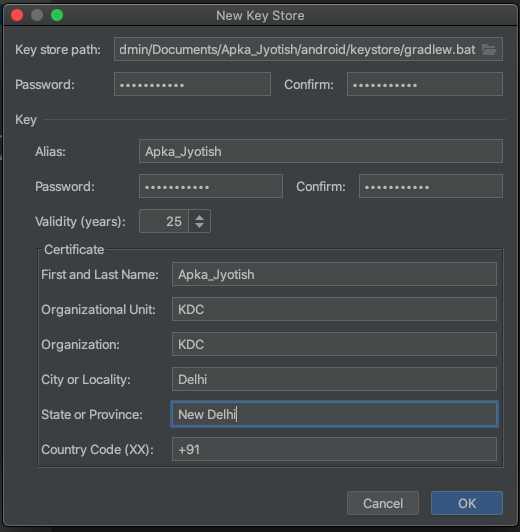 New Key Store
Key store path: dmin/Documents/Apka_Jyotish/android/keystore/gradlew.bat
Password: ••••••••••• Confirm: •••••••••••
Key
Alias: Apka_Jyotish
Password: ••••••••••• Confirm: •••••••••••
Validity (years): 25
Certificate
First and Last Name: Apka_Jyotish
Organizational Unit: KDC
Organization: KDC
City or Locality: Delhi
State or Province: New Delhi
Country Code (XX): +91
Cancel OK